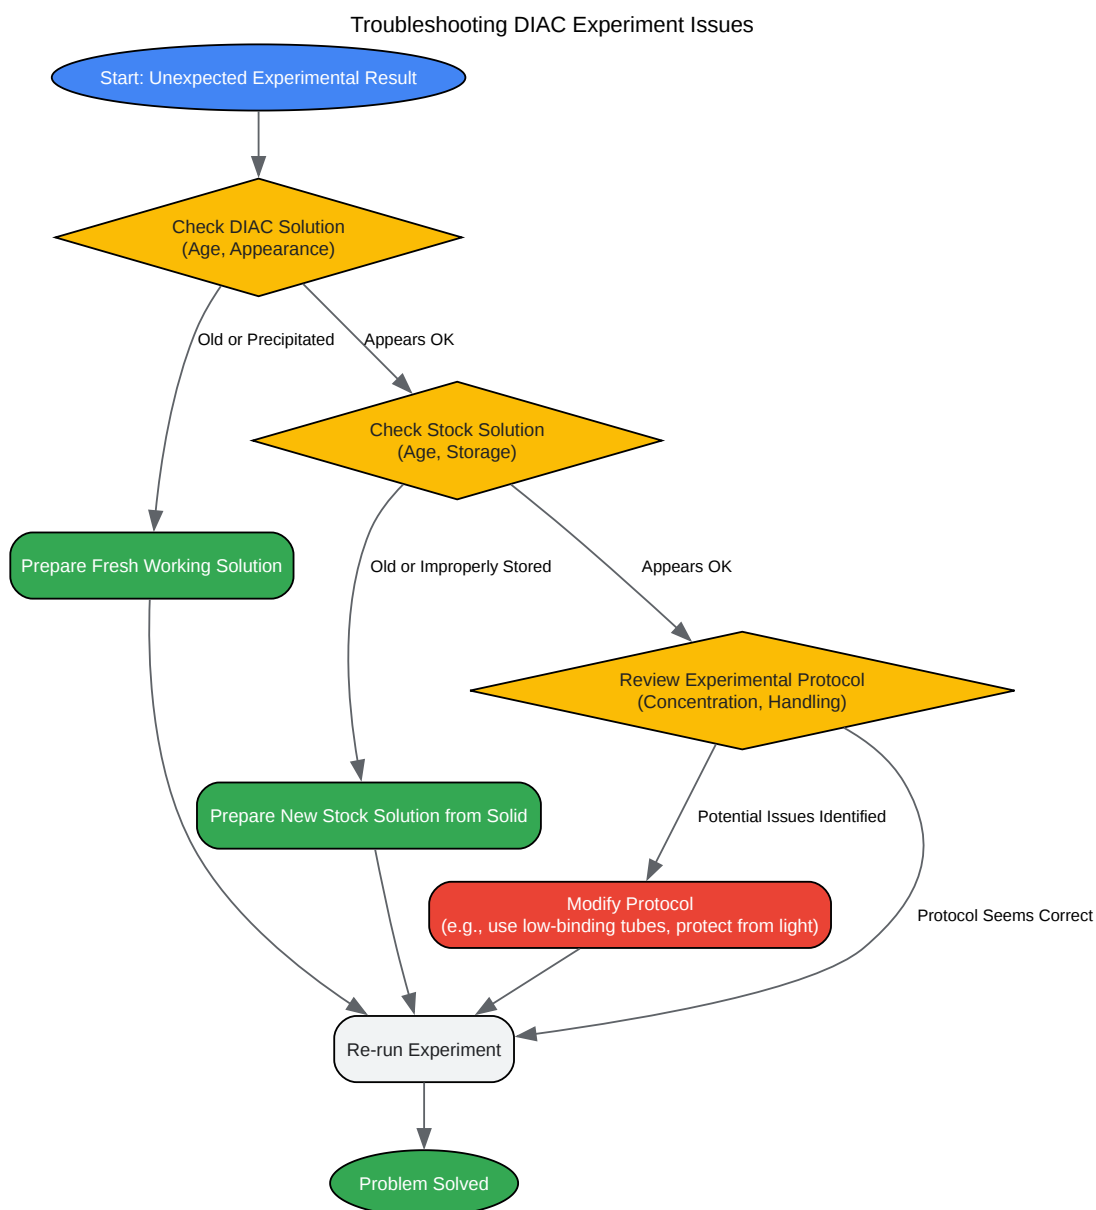 Troubleshooting DIAC Experiment Issues
Start: Unexpected Experimental Result
Check DIAC Solution
(Age, Appearance)
Old or Precipitated
Appears OK
Check Stock Solution
(Age, Storage)
Prepare Fresh Working Solution
Old or Improperly Stored
Appears OK
Review Experimental Protocol
(Concentration, Handling)
Prepare New Stock Solution from Solid
Potential Issues Identified
Modify Protocol
(e.g., use low-binding tubes, protect from light)
Protocol Seems Correct
Re-run Experiment
Problem Solved